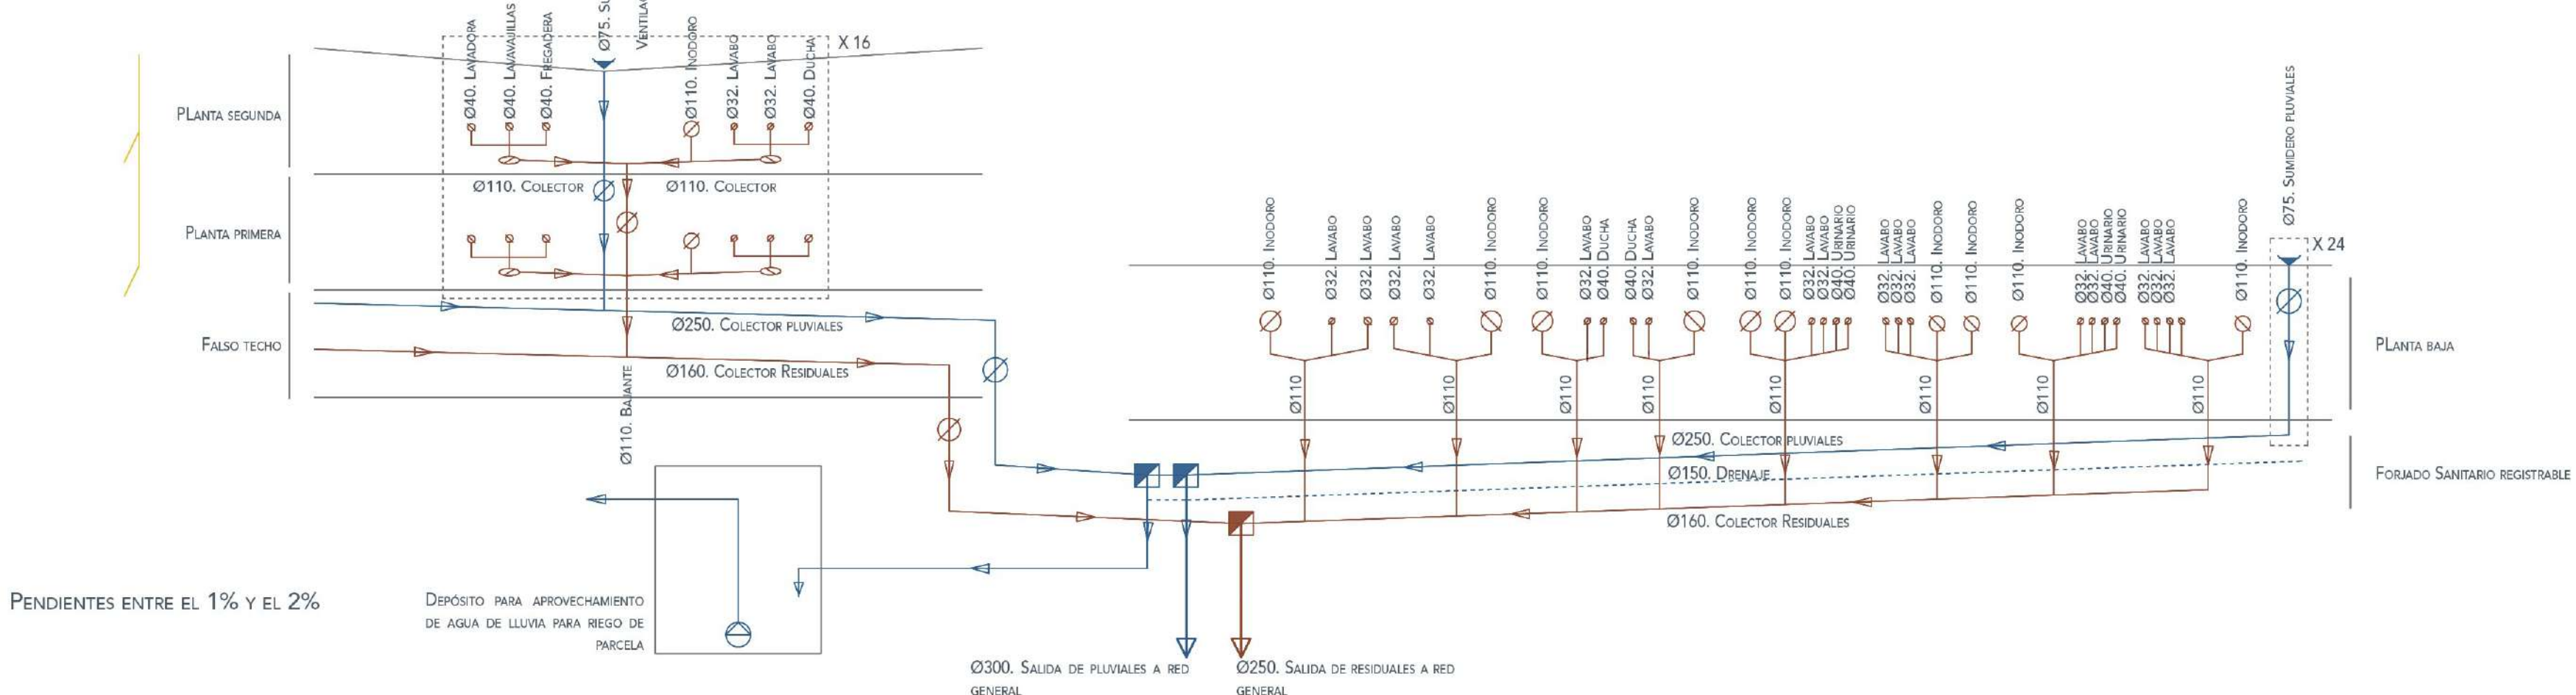 Ø40. LAVADORA
Ø40. LAVAVAJILLAS
Ø40. FREGADERA
Ø75. SU
VENTILA
Ø110. INODORO
Ø32. LAVABO
Ø32. LAVABO
Ø40. DUCHA
X 16
PLANTA SEGUNDA
Ø110. COLECTOR
Ø110. COLECTOR
PLANTA PRIMERA
FALSO TECHO
Ø250. COLECTOR PLUVIALES
Ø160. COLECTOR RESIDUALES
Ø110. BAJANTE
Ø110. INODORO
Ø32. LAVABO
Ø32. LAVABO
Ø32. LAVABO
Ø32. LAVABO
Ø110. INODORO
Ø110. INODORO
Ø32. LAVABO
Ø40. DUCHA
Ø40. DUCHA
Ø32. LAVABO
Ø110. INODORO
Ø110. INODORO
Ø110. INODORO
Ø32. LAVABO
Ø32. LAVABO
Ø40. URINARIO
Ø40. URINARIO
Ø32. LAVABO
Ø32. LAVABO
Ø32. LAVABO
Ø110. INODORO
Ø110. INODORO
Ø110. INODORO
Ø32. LAVABO
Ø32. LAVABO
Ø40. URINARIO
Ø40. URINARIO
Ø32. LAVABO
Ø32. LAVABO
Ø32. LAVABO
Ø110. INODORO
Ø75. SUMIDERO PLUVIALES
X 24
Ø110
Ø110
Ø110
Ø110
Ø110
Ø110
Ø110
Ø110
PLANTA BAJA
Ø250. COLECTOR PLUVIALES
Ø150. DRENAJE
Ø160. COLECTOR RESIDUALES
FORJADO SANITARIO REGISTRABLE
PENDIENTES ENTRE EL 1% Y EL 2%
DEPÓSITO PARA APROVECHAMIENTO
DE AGUA DE LLUVIA PARA RIEGO DE
PARCELA
Ø300. SALIDA DE PLUVIALES A RED
GENERAL
Ø250. SALIDA DE RESIDUALES A RED
GENERAL